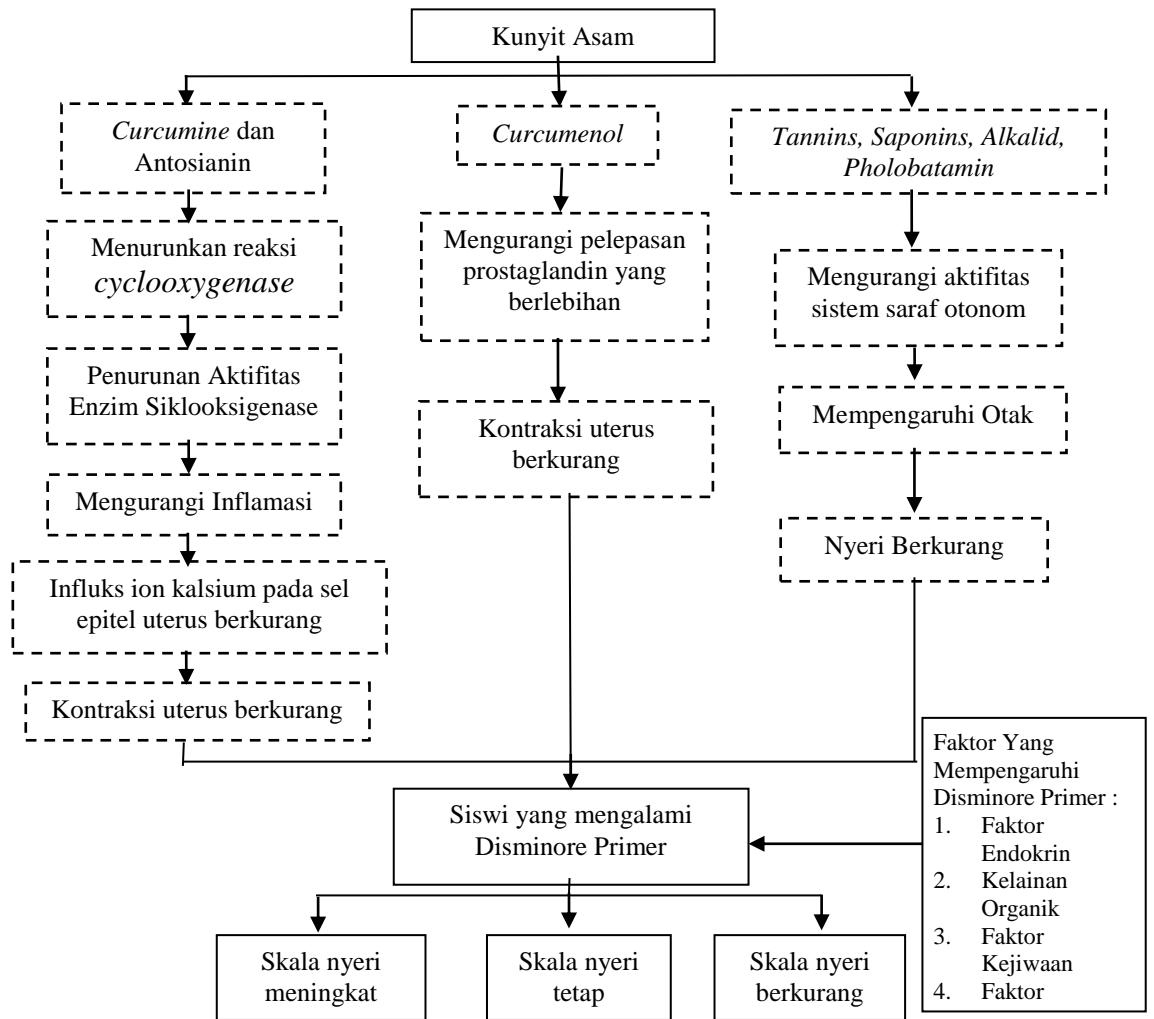 Kunyit Asam
Curcumine dan
Antosianin
Menurunkan reaksi
cyclooxygenase
Penurunan Aktifitas
Enzim Siklooksigenase
Mengurangi Inflamasi
Influks ion kalsium pada sel
epitel uterus berkurang
Kontraksi uterus berkurang
Curcumenol
Mengurangi pelepasan
prostaglandin yang
berlebihan
Kontraksi uterus
berkurang
Tannins, Saponins, Alkalid,
Pholobatamin
Mengurangi aktifitas
sistem saraf otonom
Mempengaruhi Otak
Nyeri Berkurang
Siswi yang mengalami
Disminore Primer
Faktor Yang
Mempengaruhi
Disminore Primer :
1. Faktor
Endokrin
2. Kelainan
Organik
3. Faktor
Kejiwaan
4. Faktor
Skala nyeri
meningkat
Skala nyeri
tetap
Skala nyeri
berkurang